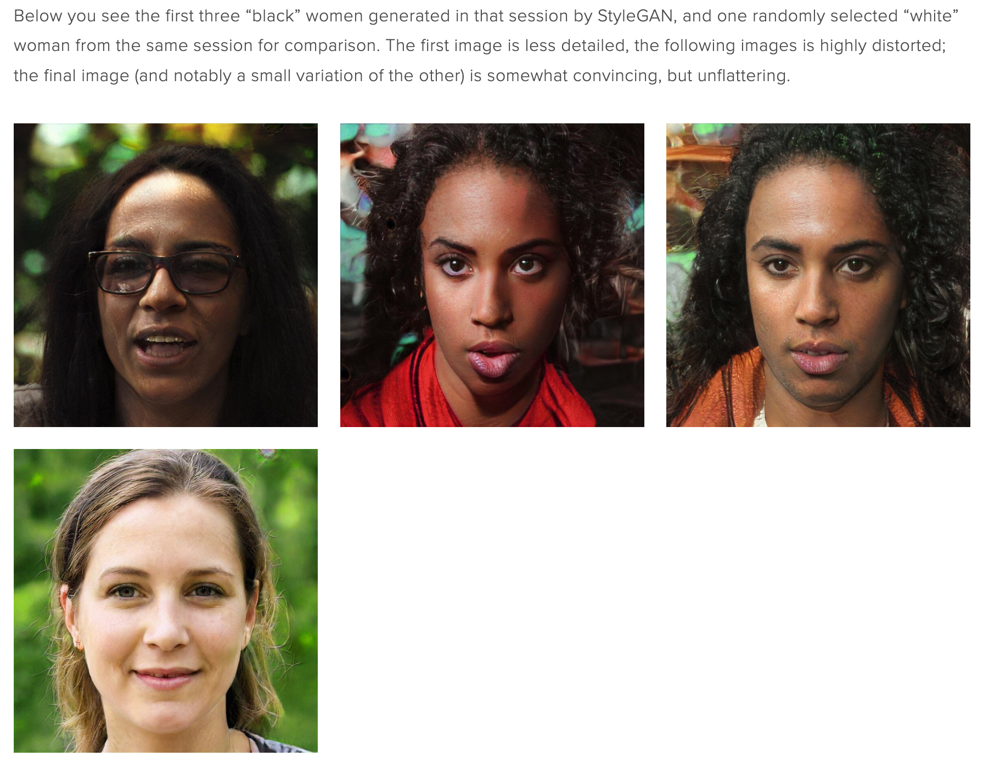 Below you see the first three “black” women generated in that session by StyleGAN, and one randomly selected “white”
woman from the same session for comparison. The first image is less detailed, the following images is highly distorted;
the final image (and notably a small variation of the other) is somewhat convincing, but unflattering.